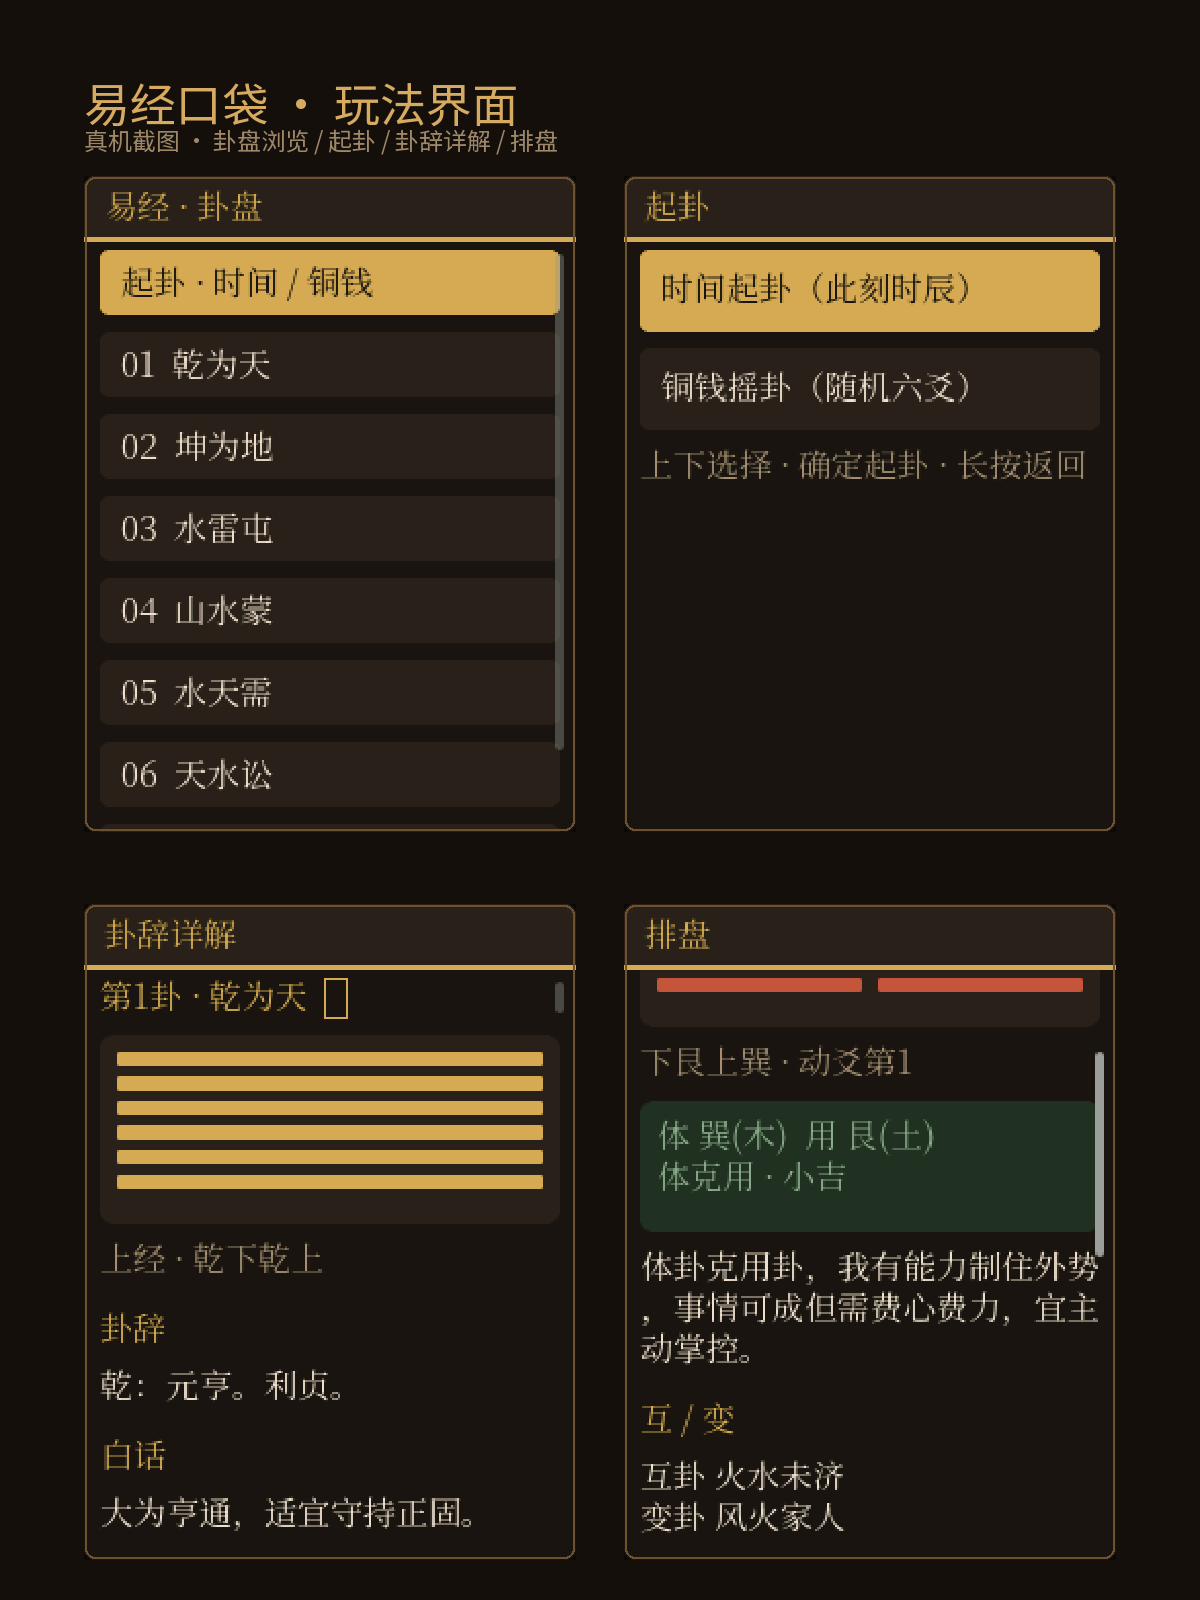 易经口袋 · 玩法界面
真机截图 · 卦盘浏览 / 起卦 / 卦辞详解 / 排盘
易经 · 卦盘
起卦 · 时间 / 铜钱
01 乾为天
02 坤为地
03 水雷屯
04 山水蒙
05 水天需
06 天水讼
起卦
时间起卦（此刻时辰）
铜钱摇卦（随机六爻）
上下选择 · 确定起卦 · 长按返回
卦辞详解
第1卦 · 乾为天
上经 · 乾下乾上
卦辞
乾：元亨。利贞。
白话
大为亨通，适宜守持正固。
排盘
下艮上巽 · 动爻第1
体 巽(木) 用 艮(土)
体克用 · 小吉
体卦克用卦，我有能力制住外势
，事情可成但需费心费力，宜主
动掌控。
互 / 变
互卦 火水未济
变卦 风火家人